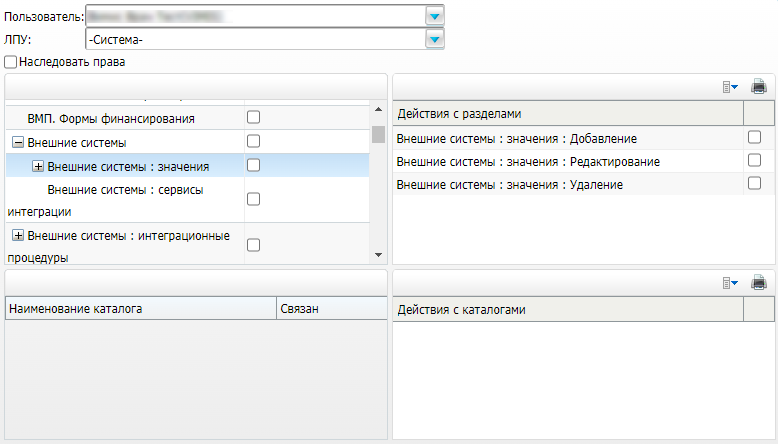 Пользователь:
ЛПУ: -Система-
Наследовать права
ВМП. Формы финансирования
Внешние системы
Внешние системы : значения
Внешние системы : сервисы
интеграции
Внешние системы : интеграционные
процедуры
Действия с разделами
Внешние системы : значения : Добавление
Внешние системы : значения : Редактирование
Внешние системы : значения : Удаление
Наименование каталога Связан
Действия с каталогами